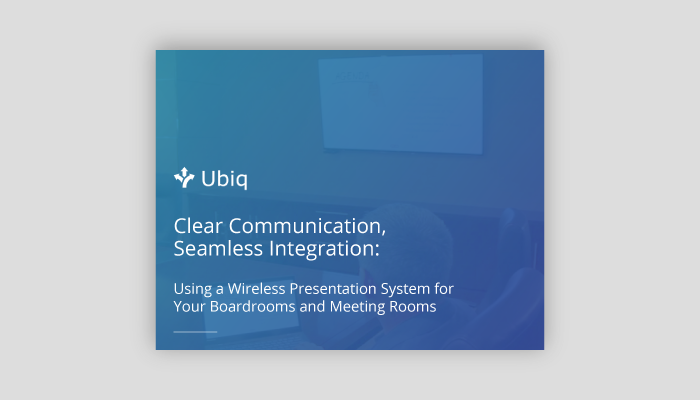 Ubiq
Clear Communication,
Seamless Integration:
Using a Wireless Presentation System for
Your Boardrooms and Meeting Rooms